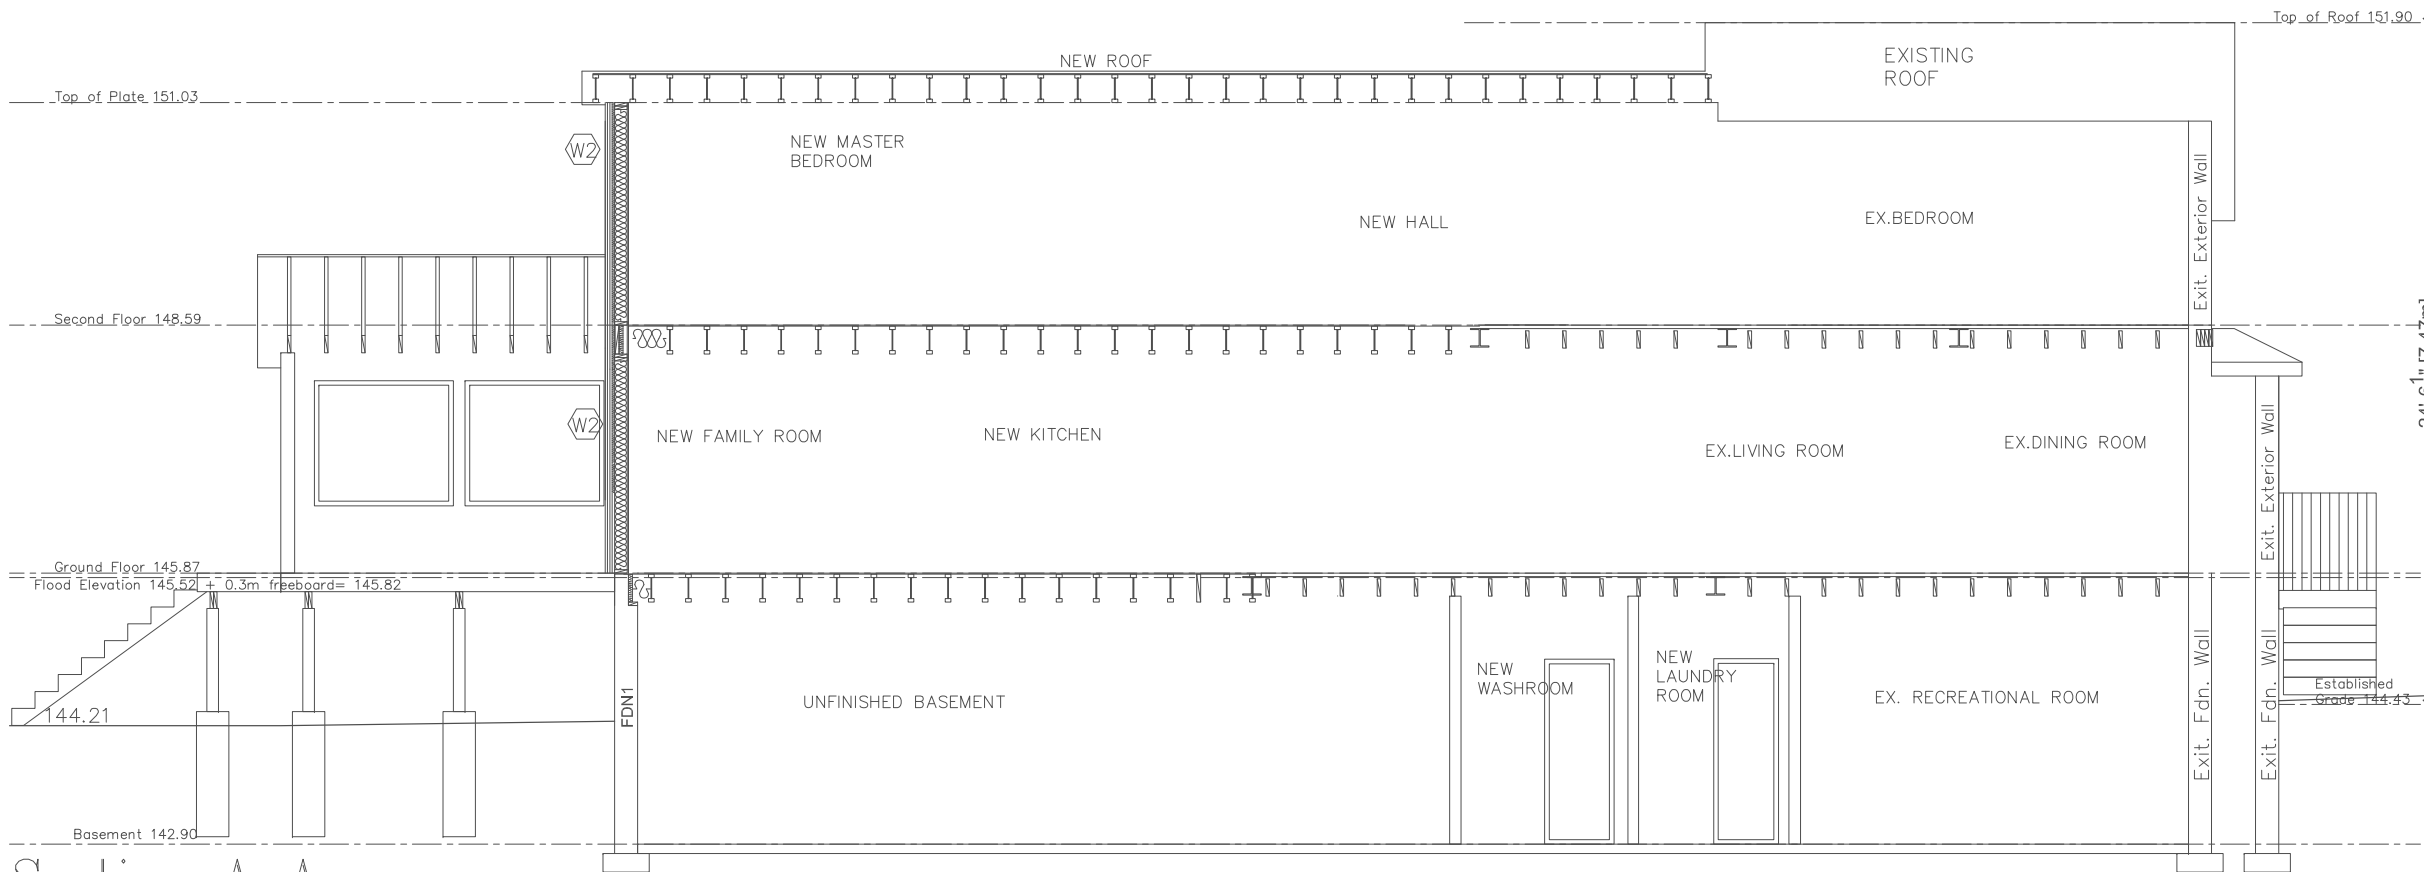 Top of Roof 151.90
EXISTING
ROOF
NEW ROOF
Top of Plate 151.03
W2
NEW MASTER
BEDROOM
NEW HALL
EX.BEDROOM
Exit. Exterior Wall
Second Floor 148.59
W2
NEW FAMILY ROOM
NEW KITCHEN
EX.LIVING ROOM
EX.DINING ROOM
Exit. Exterior Wall
Ground Floor 145.87
Flood Elevation 145.52 + 0.3m freeboard= 145.82
144.21
FDN1
UNFINISHED BASEMENT
NEW
WASHROOM
NEW
LAUNDRY
ROOM
EX. RECREATIONAL ROOM
Exit. Fdn. Wall
Exit. Fdn. Wall
Established
Grade 144.43
Basement 142.90